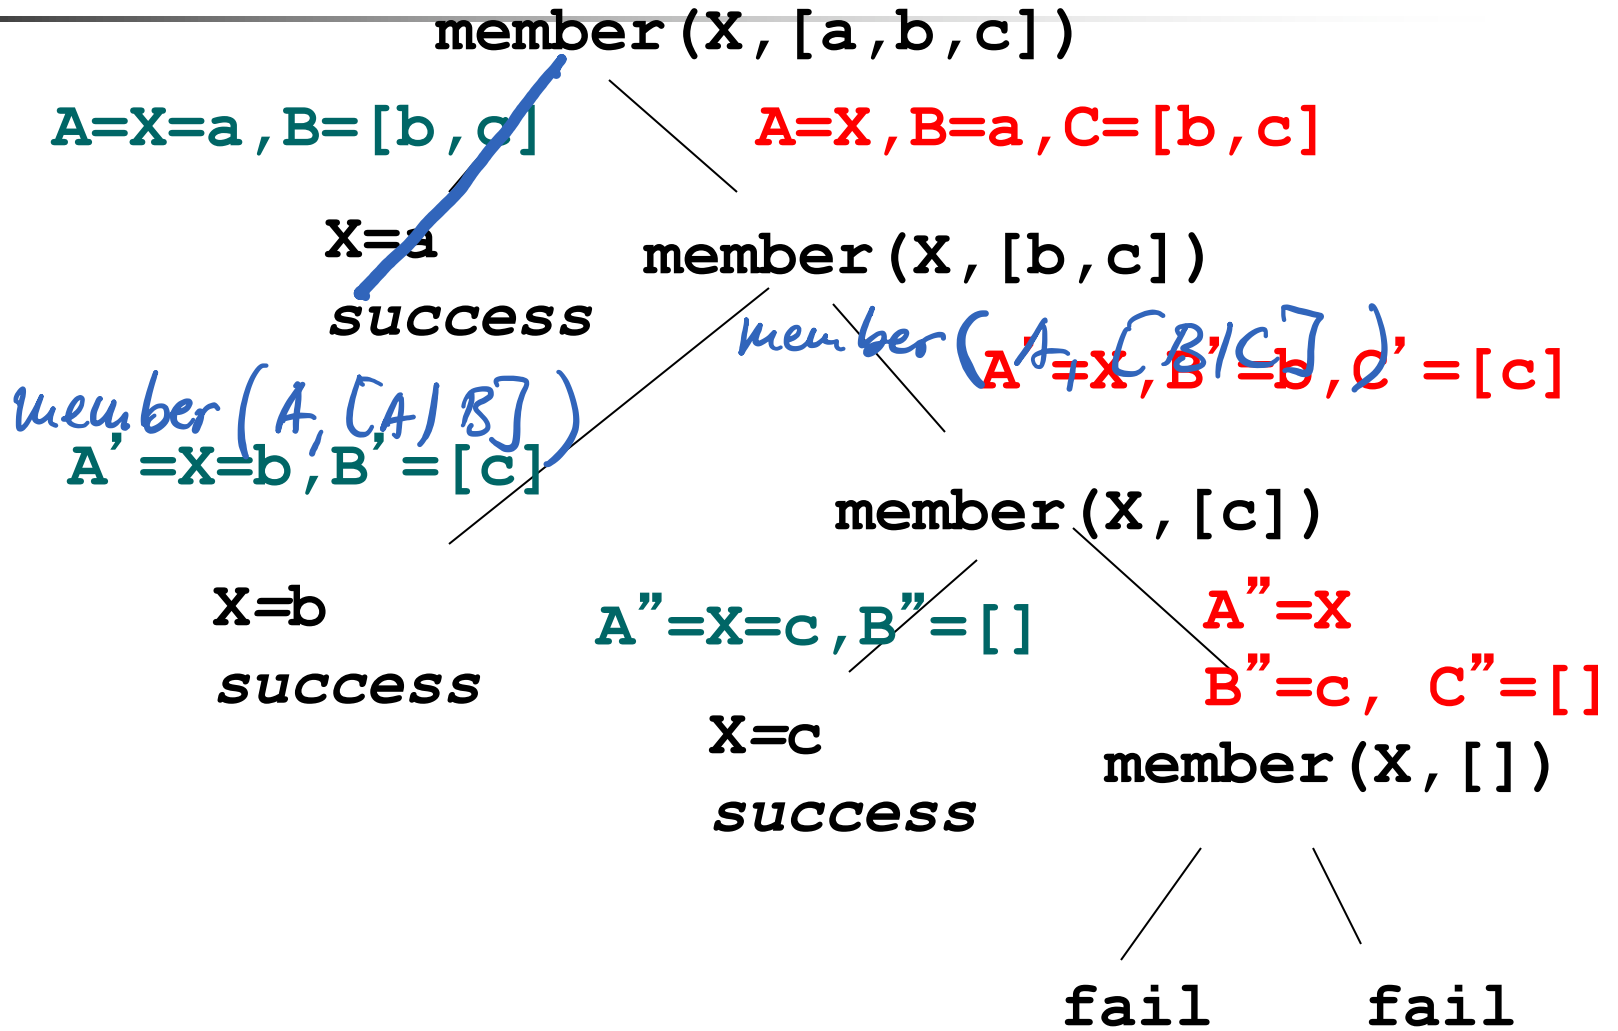 member(X,[a,b,c])
A=X=a,B=[b,c]
A=X,B=a,C=[b,c]
X=a
success
member(X,[b,c])
member(A,[B|C])
A'=X,B'=b,C'=[c]
member(A,[A|B])
A'=X=b,B'=[c]
member(X,[c])
X=b
success
A”=X=c,B”=[]
A”=X
B”=c, C”=[]
X=c
success
member(X,[])
fail
fail